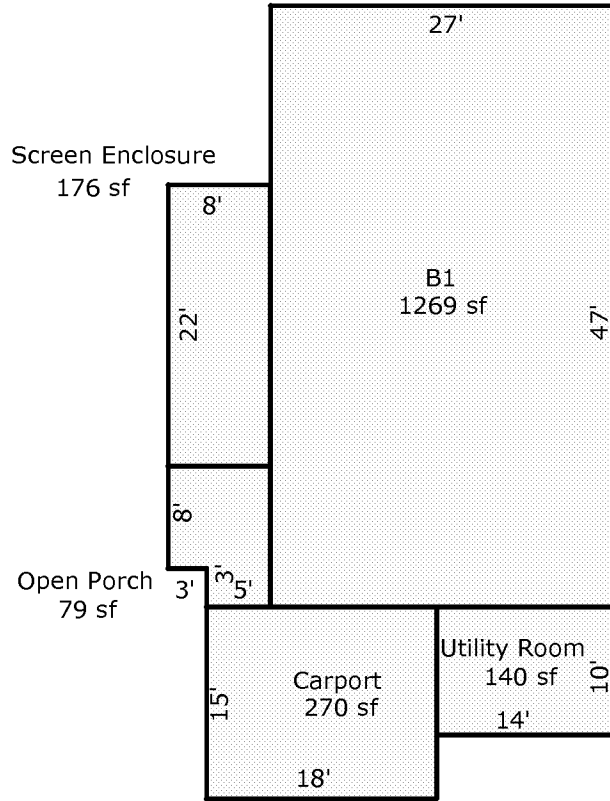 27'
Screen Enclosure
176 sf
8'
22'
B1
1269 sf
47'
8'
3'
Open Porch
79 sf
3'
5'
Utility Room
140 sf
10'
14'
Carport
270 sf
15'
18'